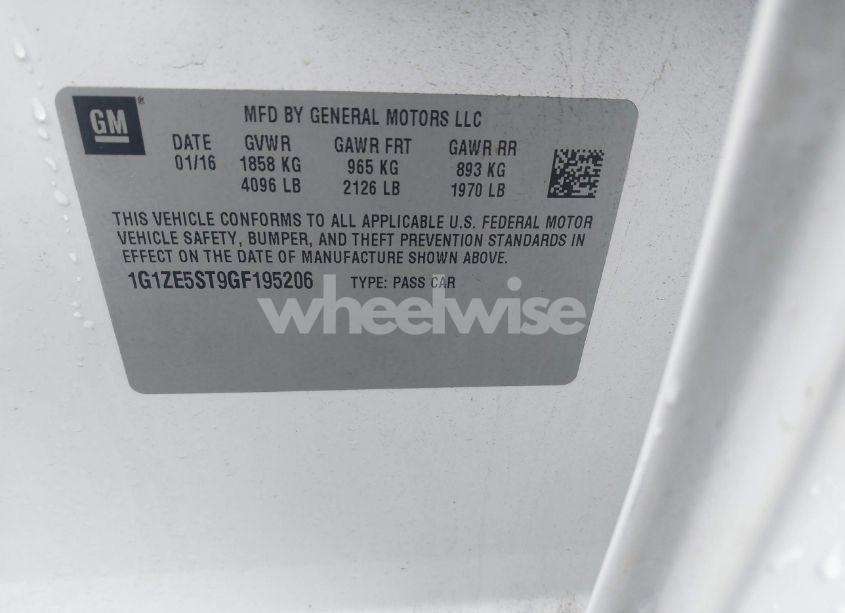 GM®
MFD BY GENERAL MOTORS LLC
DATE GVWR GAWR FRT GAWR RR
01/16 1858 KG 965 KG 893 KG
4096 LB 2126 LB 1970 LB
THIS VEHICLE CONFORMS TO ALL APPLICABLE U.S. FEDERAL MOTOR
VEHICLE SAFETY, BUMPER, AND THEFT PREVENTION STANDARDS IN
EFFECT ON THE DATE OF MANUFACTURE SHOWN ABOVE.
1G1ZE5ST9GF195206 TYPE: PASS CAR
wheelwise